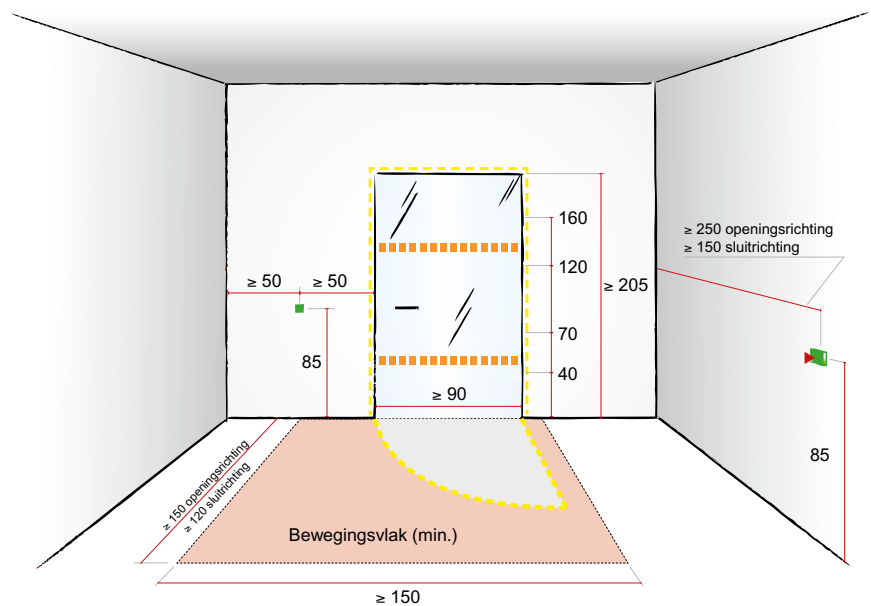 160
≥ 250 openingsrichting
≥ 150 sluitrichting
120
≥ 50
≥ 50
≥ 205
70
85
40
≥ 90
85
≥ 150 openingsrichting
≥ 120 sluitrichting
Bewegingsvlak (min.)
≥ 150